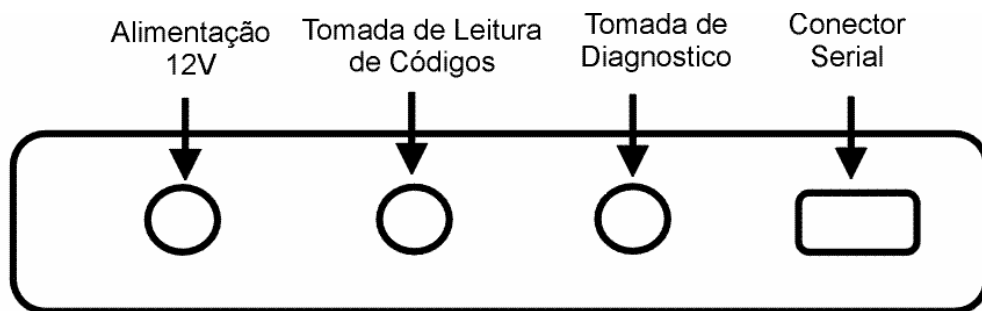 Alimentação
12V
Tomada de Leitura
de Códigos
Tomada de
Diagnostico
Conector
Serial